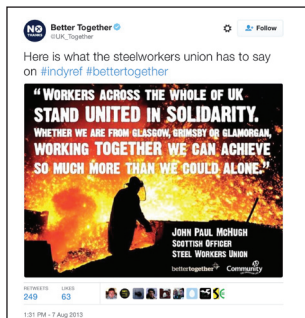 NO
THANKS
Better Together
@UK_Together
Follow
Here is what the steelworkers union has to say
on #indyref #bettertogether
"WORKERS ACROSS THE WHOLE OF UK
STAND UNITED IN SOLIDARITY.
WHETHER WE ARE FROM GLASGOW, GRIMSBY OR GLAMORGAN,
WORKING TOGETHER WE CAN ACHIEVE
SO MUCH MORE THAN WE COULD ALONE."
JOHN PAUL MCHUGH
SCOTTISH OFFICER
STEEL WORKERS UNION
bettertogether Community
RETWEETS LIKES
249 63
1:31 PM - 7 Aug 2013